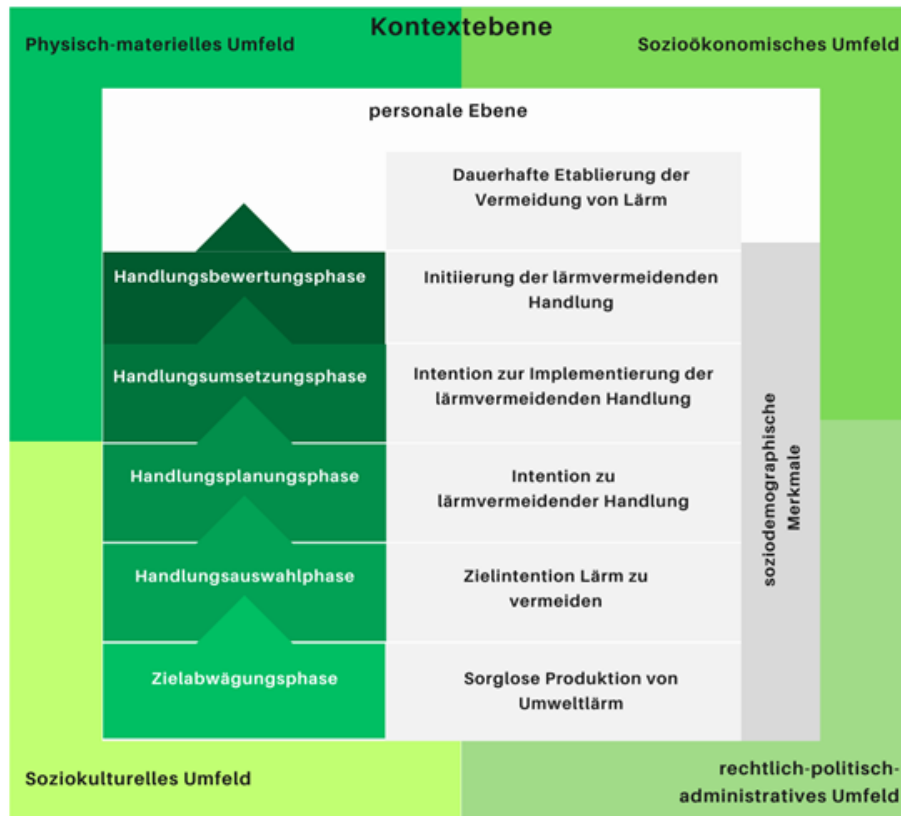 Kontextebene
Physisch-materielles Umfeld
Sozioökonomisches Umfeld
personale Ebene
Dauerhafte Etablierung der
Vermeidung von Lärm
Handlungsbewertungsphase
Initiierung der lärmvermeidenden
Handlung
Handlungsumsetzungsphase
Intention zur Implementierung der
lärmvermeidenden Handlung
Handlungsplanungsphase
Intention zu
lärmvermeidender Handlung
Handlungsauswahlphase
Zielintention Lärm zu
vermeiden
Zielabwägungsphase
Sorglose Produktion von
Umweltlärm
soziodemographische
Merkmale
Soziokulturelles Umfeld
rechtlich-politisch-
administratives Umfeld